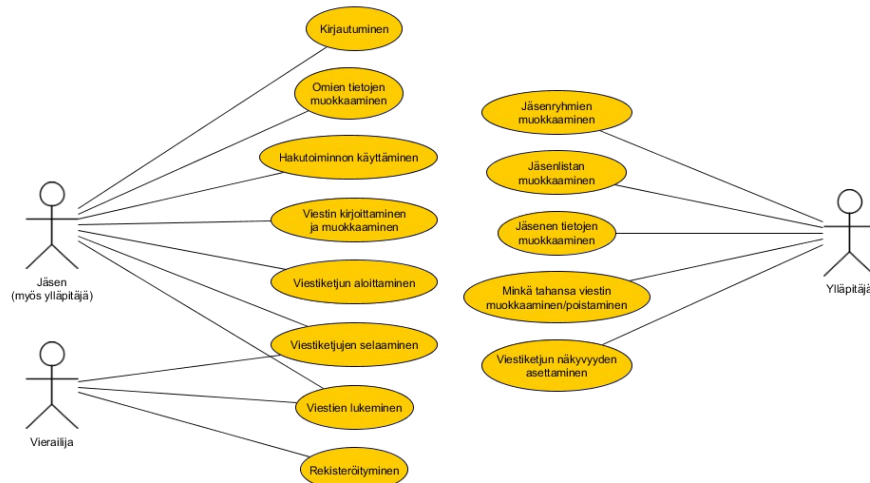 Kirjautuminen
Omien tietojen
muokkaaminen
Hakutoiminnon käyttäminen
Viestin kirjoittaminen
ja muokkaaminen
Viestiketjun aloittaminen
Viestiketjujen selaaminen
Viestien lukeminen
Rekisteröityminen
Jäsen
(myös ylläpitäjä)
Vierailija
Jäsenryhmien
muokkaaminen
Jäsenlistan
muokkaaminen
Jäsenen tietojen
muokkaaminen
Minkä tahansa viestin
muokkaaminen/poistaminen
Viestiketjun näkyvyyden
asettaminen
Ylläpitäjä